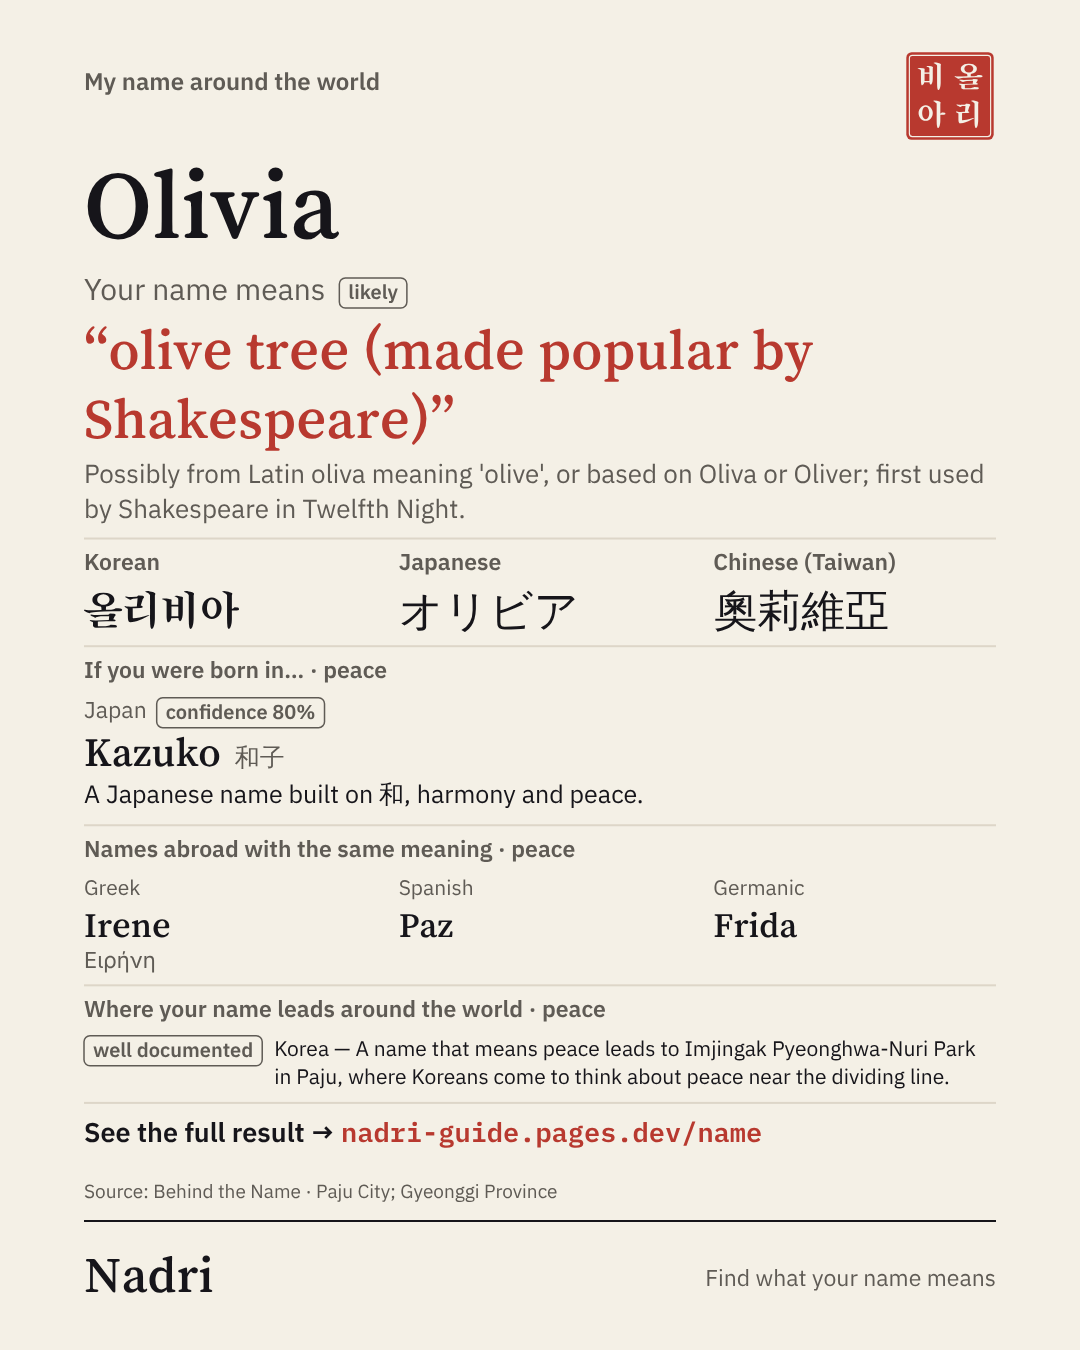 My name around the world
비올
아리
Olivia
Your name means likely
“olive tree (made popular by
Shakespeare)”
Possibly from Latin oliva meaning 'olive', or based on Oliva or Oliver; first used
by Shakespeare in Twelfth Night.
Korean Japanese Chinese (Taiwan)
올리비아 オリビア 奧莉維亞
If you were born in… · peace
Japan confidence 80%
Kazuko 和子
A Japanese name built on 和, harmony and peace.
Names abroad with the same meaning · peace
Greek Spanish Germanic
Irene Paz Frida
Ειρήνη
Where your name leads around the world · peace
well documented Korea — A name that means peace leads to Imjingak Pyeonghwa-Nuri Park
in Paju, where Koreans come to think about peace near the dividing line.
See the full result → nadri-guide.pages.dev/name
Source: Behind the Name · Paju City; Gyeonggi Province
Nadri Find what your name means